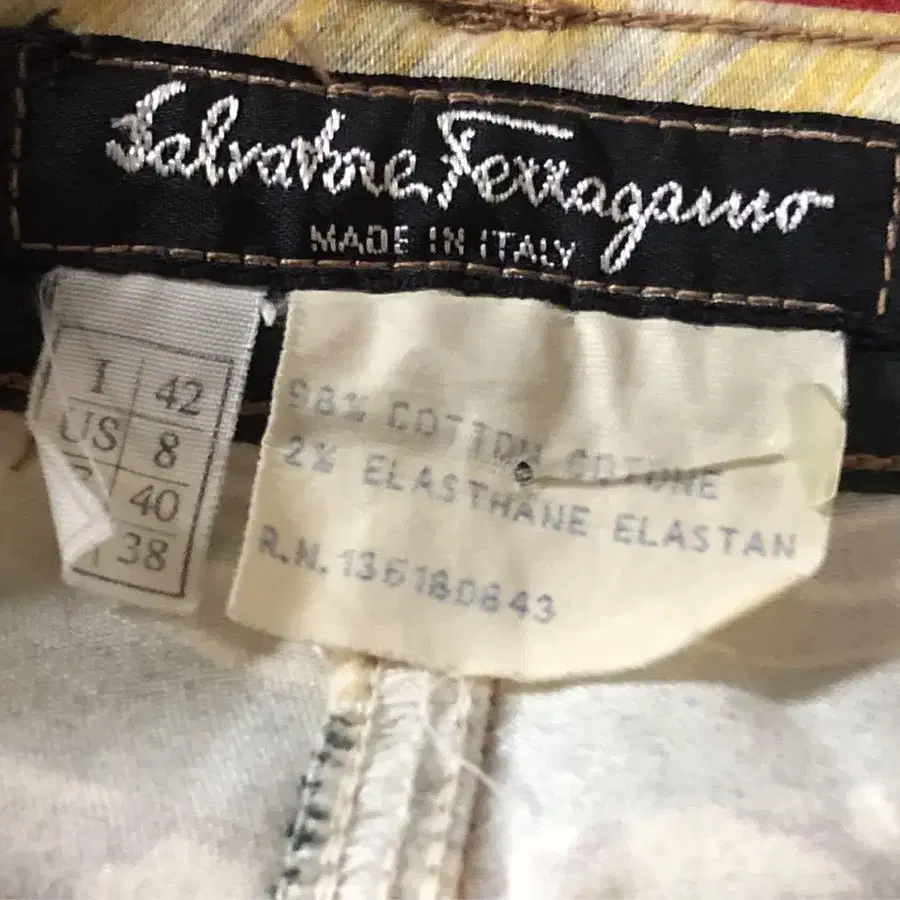 Salvatore Ferragamo
MADE IN ITALY
I 42
US 8
40
38
98% COTTON COTONE
2% ELASTHANE ELASTAN
R.N. 136180843